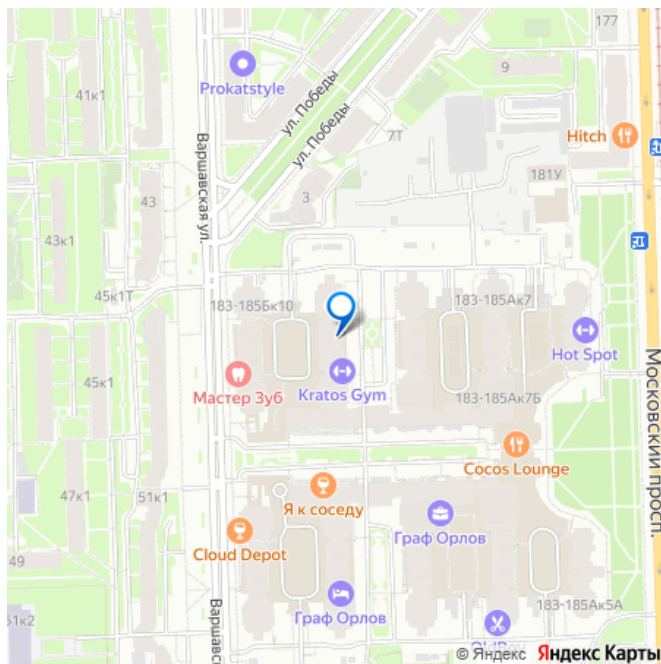 177
41к1
Prokatstyle
ул. Победы
ул. Победы
9
7Т
Hitch
Варшавская ул.
43
3
181У
43к1
45к1Т
183-185Бк10
183-185Ак7
Hot Spot
45к1
Мастер Зуб
Kratos Gym
183-185Ак7Б
Московский просп.
Cocos Lounge
47к1
51к1
Я к соседу
Граф Орлов
Cloud Depot
49
Граф Орлов
183-185Ак5А
51к2
Варшавс
© Яндекс Яндекс Карты